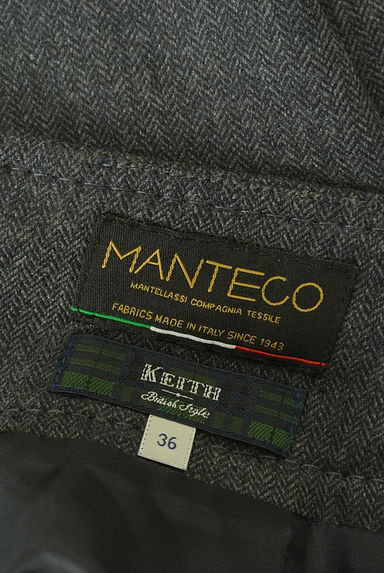 MANTECO
MANTELLASSI COMPAGNIA TESSILE
FABRICS MADE IN ITALY SINCE 1943
KEITH
British Style
36